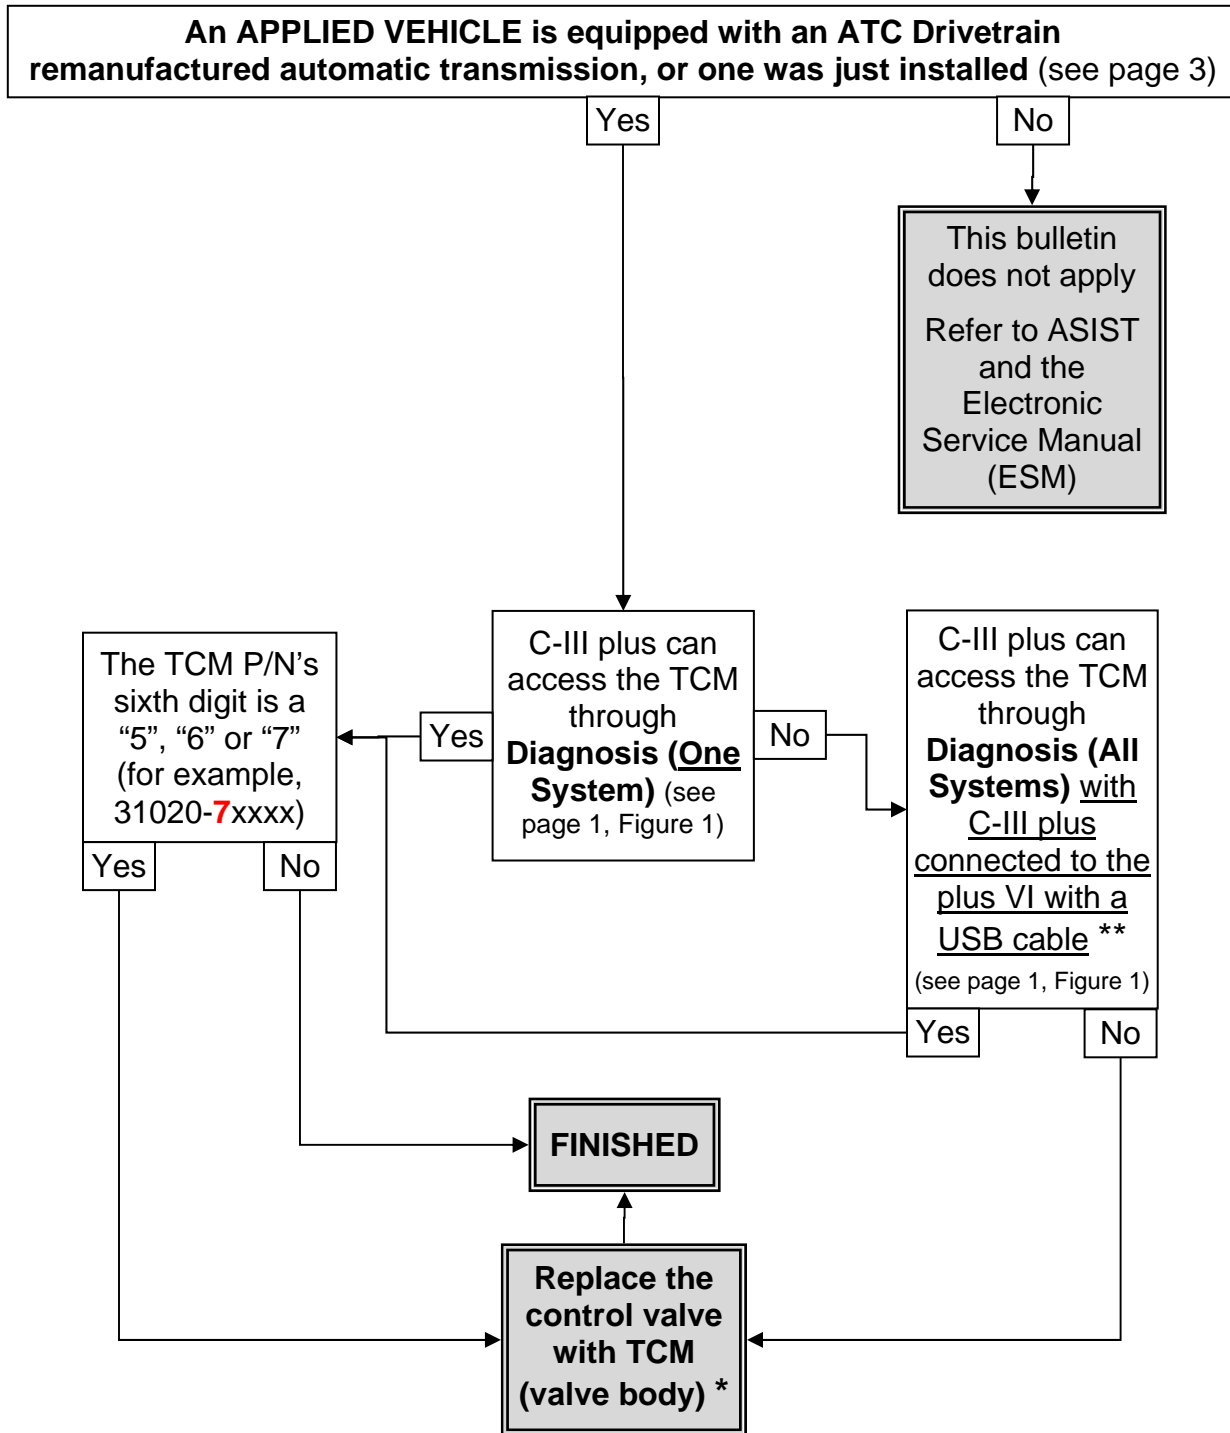 An APPLIED VEHICLE is equipped with an ATC Drivetrain
remanufactured automatic transmission, or one was just installed (see page 3)
Yes
No
This bulletin
does not apply
Refer to ASIST
and the
Electronic
Service Manual
(ESM)
C-III plus can
access the TCM
through
Diagnosis (One
System) (see
page 1, Figure 1)
Yes
No
The TCM P/N’s
sixth digit is a
“5”, “6” or “7”
(for example,
31020-7xxxx)
Yes
No
C-III plus can
access the TCM
through
Diagnosis (All
Systems) with
C-III plus
connected to the
plus VI with a
USB cable **
(see page 1, Figure 1)
Yes
No
FINISHED
Replace the
control valve
with TCM
(valve body) *